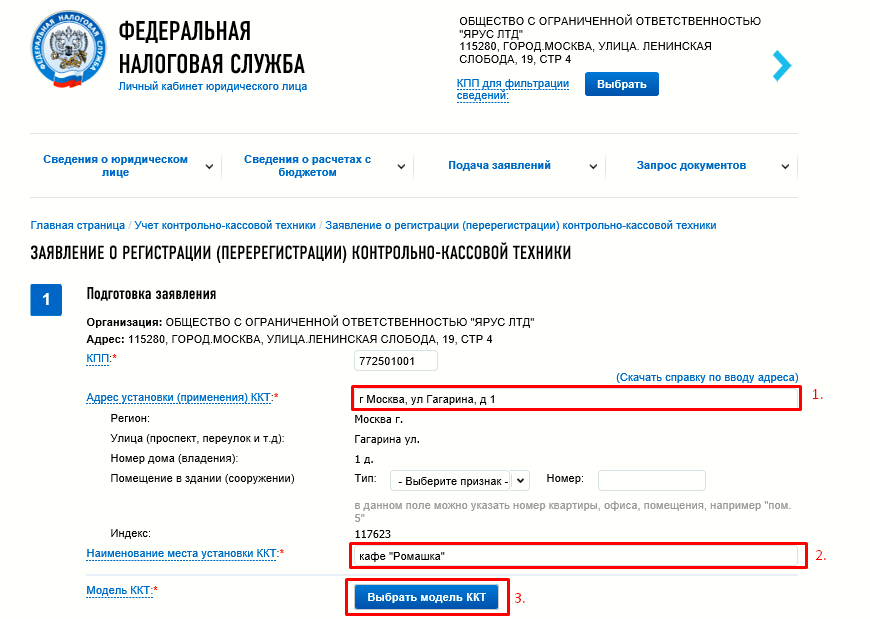 ФЕДЕРАЛЬНАЯ НАЛОГОВАЯ СЛУЖБА
ФЕДЕРАЛЬНАЯ
НАЛОГОВАЯ СЛУЖБА
Личный кабинет юридического лица
ОБЩЕСТВО С ОГРАНИЧЕННОЙ ОТВЕТСТВЕННОСТЬЮ
"ЯРУС ЛТД"
115280, ГОРОД.МОСКВА, УЛИЦА. ЛЕНИНСКАЯ
СЛОБОДА, 19, СТР 4
КПП для фильтрации
сведений:
Выбрать
Сведения о юридическом
лице
Сведения о расчетах с
бюджетом
Подача заявлений
Запрос документов
Главная страница / Учет контрольно-кассовой техники / Заявление о регистрации (перерегистрации) контрольно-кассовой техники
ЗАЯВЛЕНИЕ О РЕГИСТРАЦИИ (ПЕРЕРЕГИСТРАЦИИ) КОНТРОЛЬНО-КАССОВОЙ ТЕХНИКИ
1 Подготовка заявления
Организация: ОБЩЕСТВО С ОГРАНИЧЕННОЙ ОТВЕТСТВЕННОСТЬЮ "ЯРУС ЛТД"
Адрес: 115280, ГОРОД.МОСКВА, УЛИЦА.ЛЕНИНСКАЯ СЛОБОДА, 19, СТР 4
КПП:* 772501001
(Скачать справку по вводу адреса)
Адрес установки (применения) ККТ:* г Москва, ул Гагарина, д 1 1.
Регион: Москва г.
Улица (проспект, переулок и т.д): Гагарина ул.
Номер дома (владения): 1 д.
Помещение в здании (сооружении) Тип: - Выберите признак - Номер:
в данном поле можно указать номер квартиры, офиса, помещения, например "пом.
5"
Индекс: 117623
Наименование места установки ККТ:* кафе "Ромашка" 2.
Модель ККТ:* Выбрать модель ККТ 3.